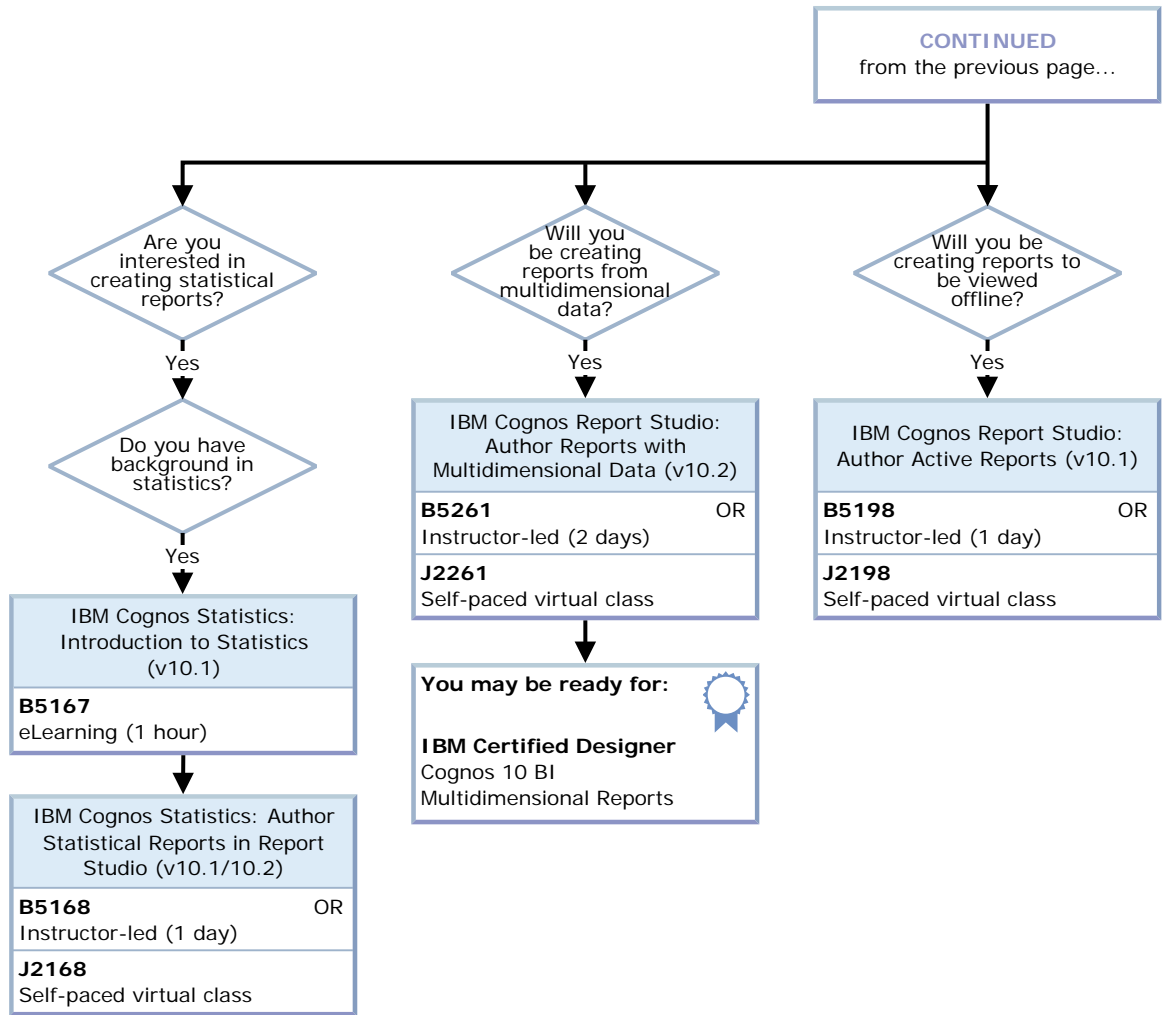 CONTINUED
from the previous page...
Are you
interested in
creating statistical
reports?
Yes
Do you have
background in
statistics?
Yes
IBM Cognos Statistics:
Introduction to Statistics
(v10.1)
B5167
eLearning (1 hour)
IBM Cognos Statistics: Author
Statistical Reports in Report
Studio (v10.1/10.2)
B5168 OR
Instructor-led (1 day)
J2168
Self-paced virtual class
Will you
be creating
reports from
multidimensional
data?
Yes
IBM Cognos Report Studio:
Author Reports with
Multidimensional Data (v10.2)
B5261 OR
Instructor-led (2 days)
J2261
Self-paced virtual class
You may be ready for:
IBM Certified Designer
Cognos 10 BI
Multidimensional Reports
Will you be
creating reports to
be viewed
offline?
Yes
IBM Cognos Report Studio:
Author Active Reports (v10.1)
B5198 OR
Instructor-led (1 day)
J2198
Self-paced virtual class